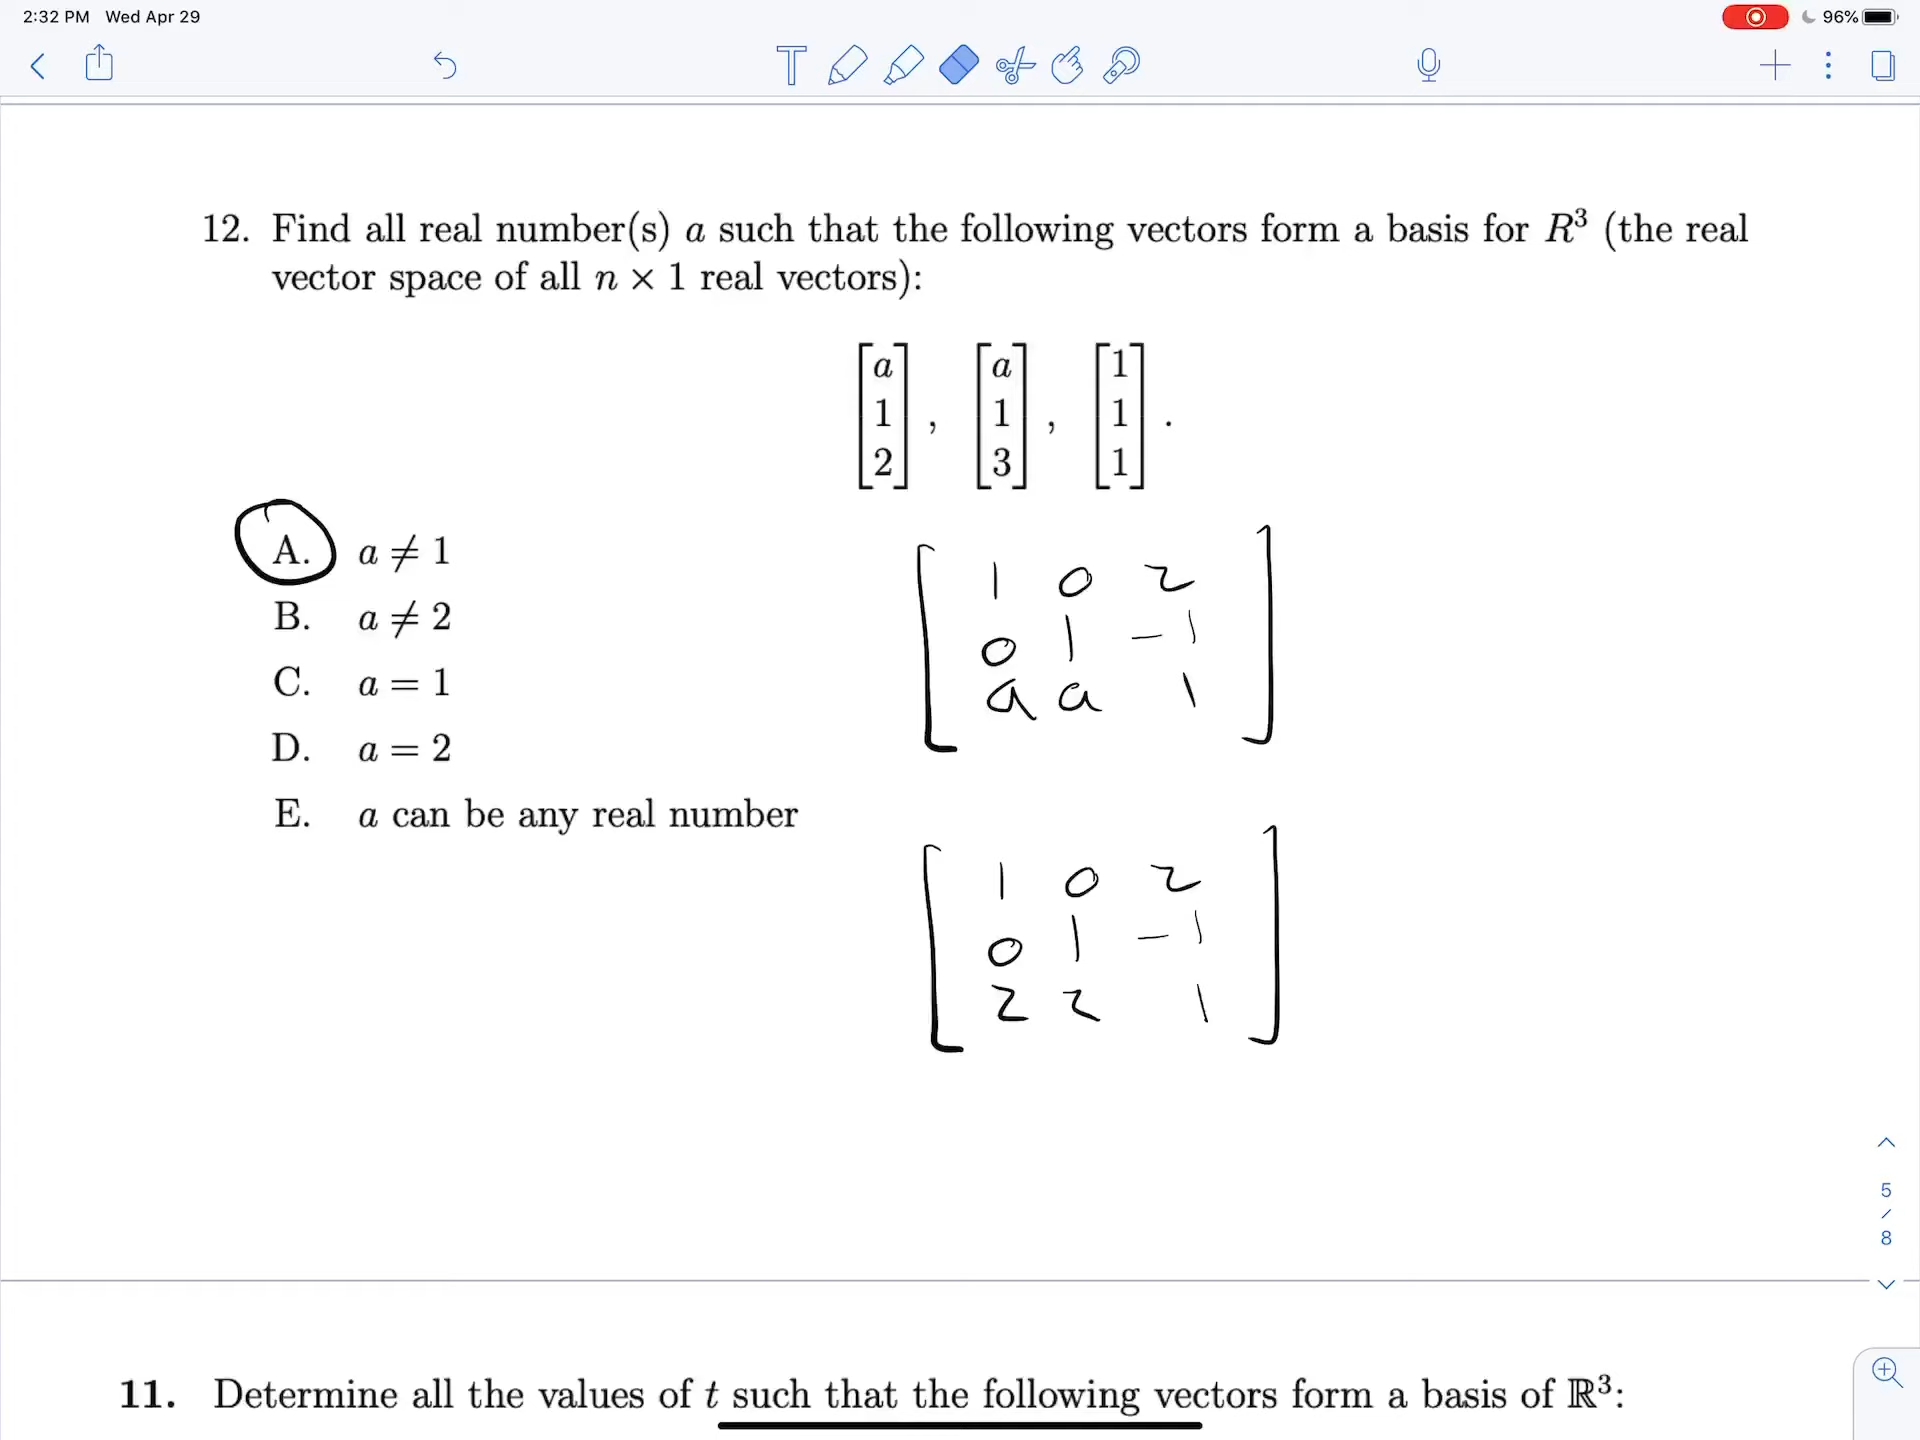 2:32 PM Wed Apr 29 96%
12. Find all real number(s) a such that the following vectors form a basis for R³ (the real
vector space of all n × 1 real vectors):
[a 1 2], [a 1 3], [1 1 1].
A. a ≠ 1
B. a ≠ 2
C. a = 1
D. a = 2
E. a can be any real number
1 0 2
0 1 -1
a a 1
1 0 2
0 1 -1
2 2 1
5
/
8
11. Determine all the values of t such that the following vectors form a basis of ℝ³: